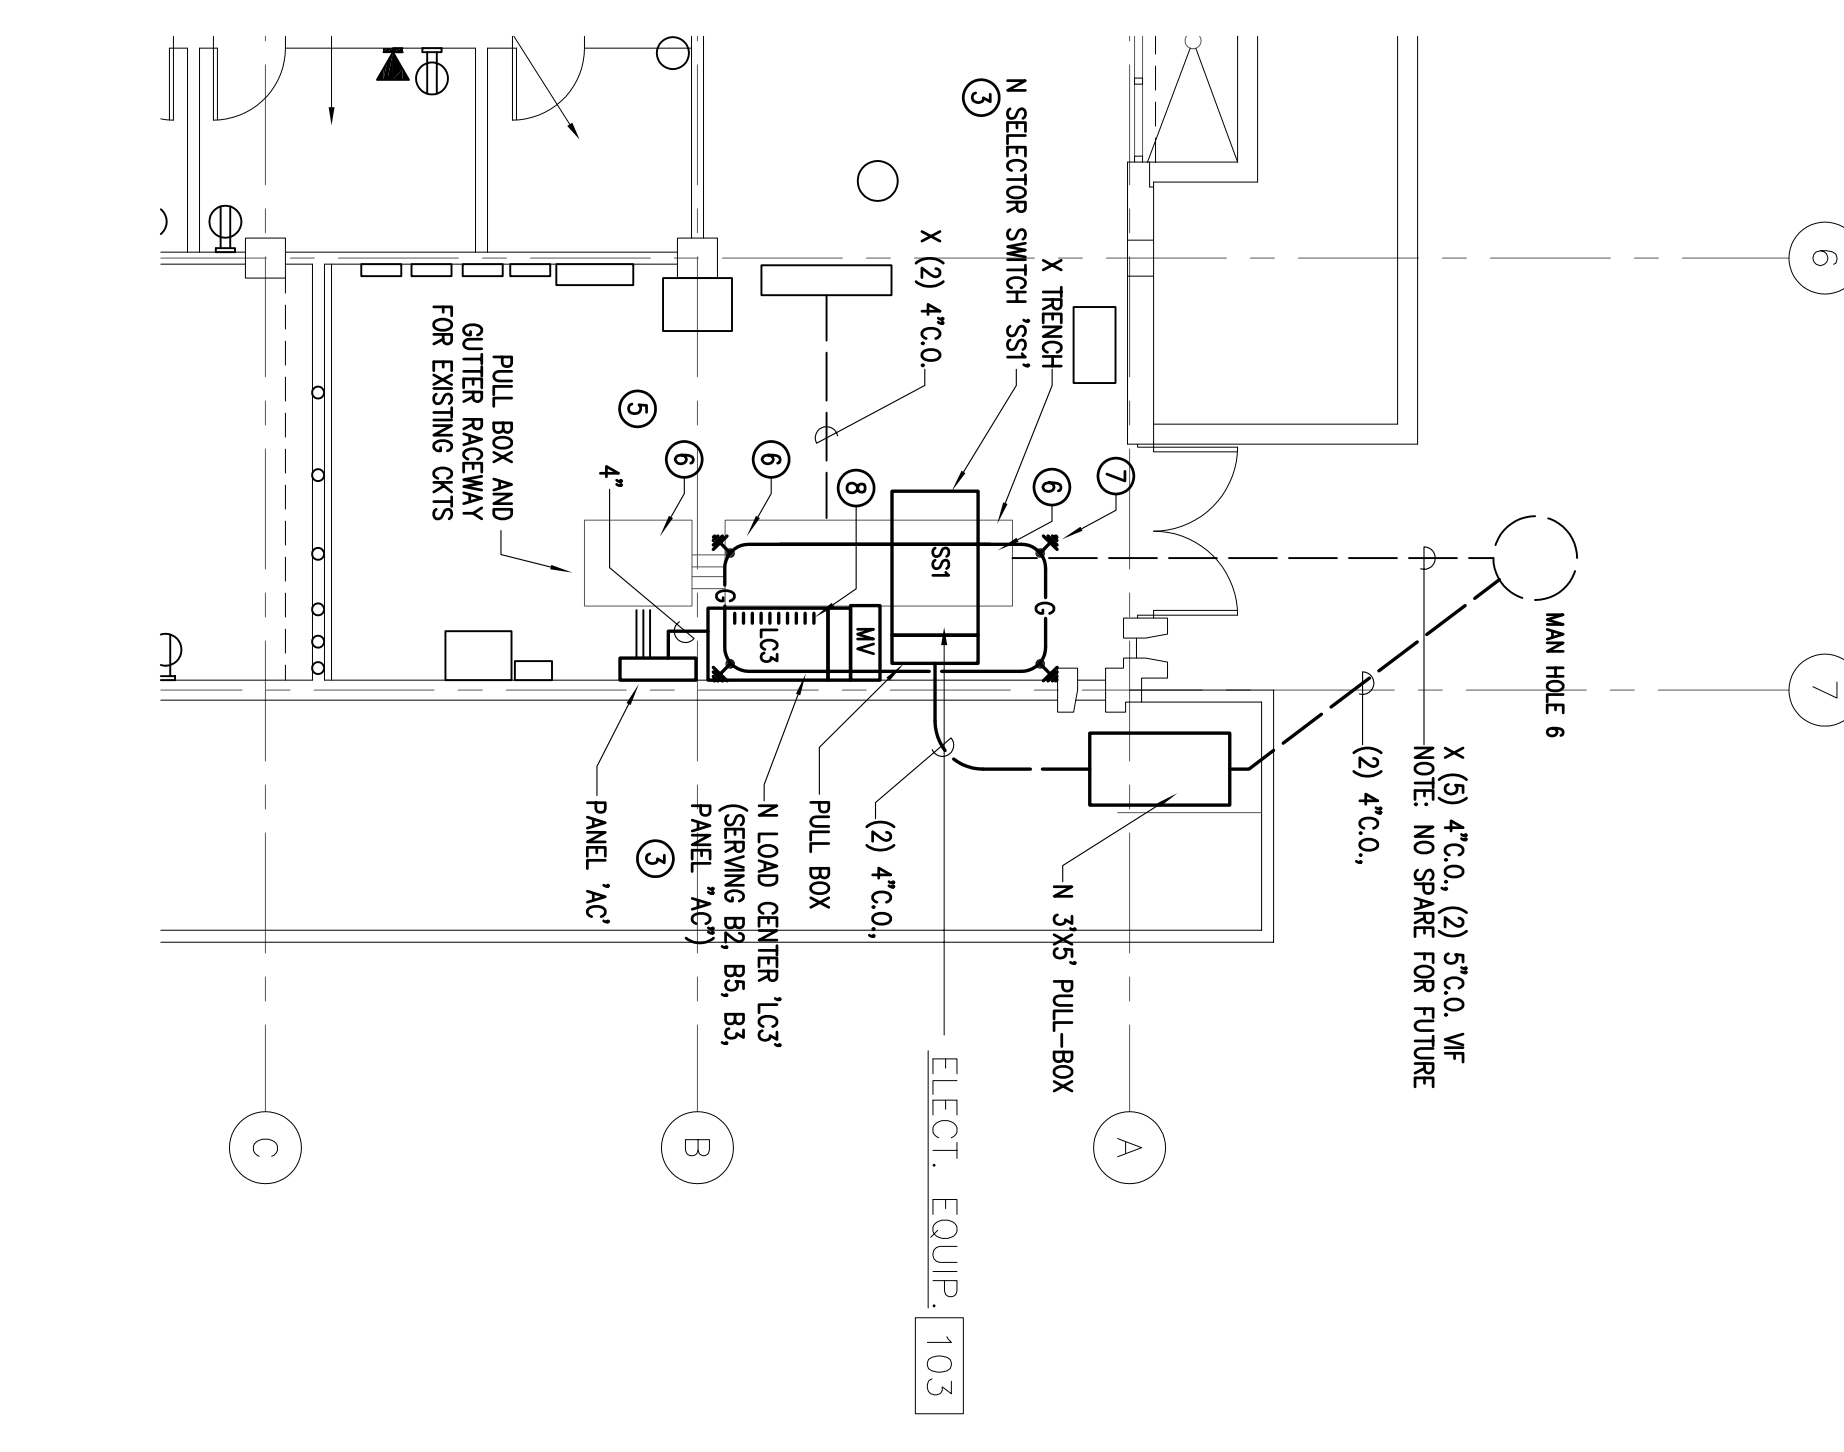 6
7
A
B
C
MAN HOLE 6
X (5) 4"C.O., (2) 5"C.O. VIF
NOTE: NO SPARE FOR FUTURE
(2) 4"C.O.,
7
6
X TRENCH
N SELECTOR SWITCH 'SS1'
3
X (2) 4"C.O.
8
6
6
5
4"
PULL BOX AND
GUTTER RACEWAY
FOR EXISTING CKTS
SS1
G
G
MV
LC3
N 3'X5' PULL-BOX
(2) 4"C.O.,
PULL BOX
N LOAD CENTER 'LC3'
(SERVING B2, B5, B3,
PANEL "AC")
3
PANEL 'AC'
ELECT. EQUIP.
103